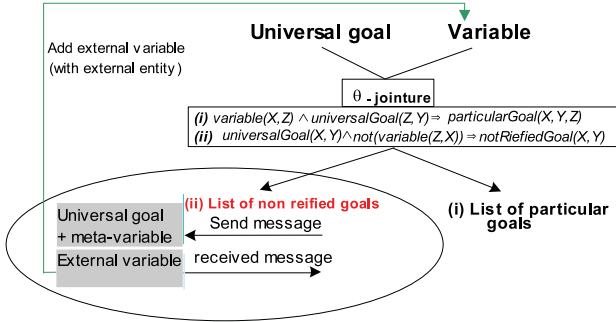 Add external variable
(with external entity)
Universal goal
Variable
θ - jointure
(i) variable(X,Z) ∧ universalGoal(Z,Y)⇒ particularGoal(X,Y,Z)
(ii) universalGoal(X,Y)∧not(variable(Z,X))⇒notRiefiedGoal(X,Y)
(ii) List of non reified goals
(i) List of particular
goals
Universal goal
+ meta-variable
Send message
External variable
received message